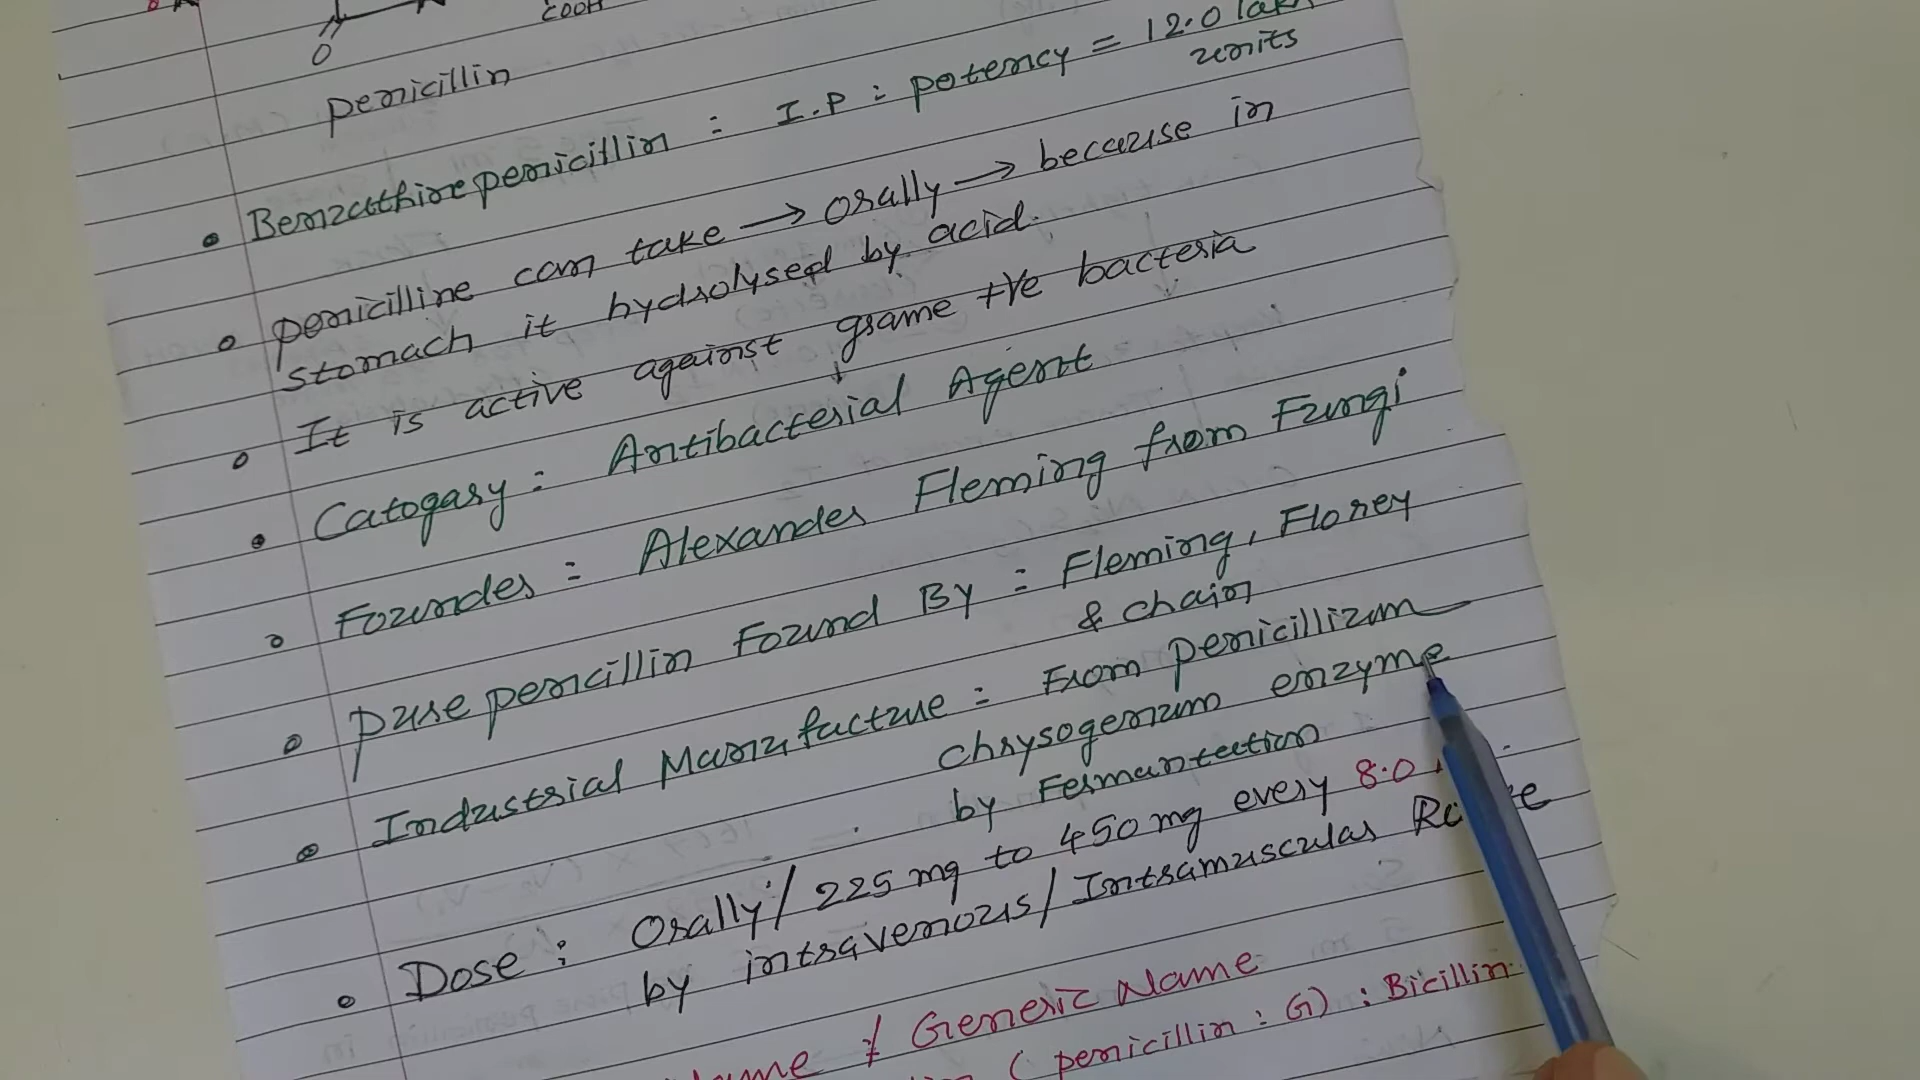 COOH
O
penicillin
Benzathine penicillin : I.P : potency = 12.0 lakh
units
penicilline can take → orally → because in
stomach it hydrolysed by acid.
It is active against grame +ve bacteria
Catogary : Antibacterial Agent
Founder : Alexander Fleming from Fungi
pure penicillin Found By : Fleming, Florey
& chain
Industrial Manufacture : From penicillium
chrysogenum enzyme
by Fermantection
Dose : Orally / 225 mg to 450 mg every 8.0
by intravenous / Intramuscular
/ Generic Name
( penicillin : G) : Bicillin